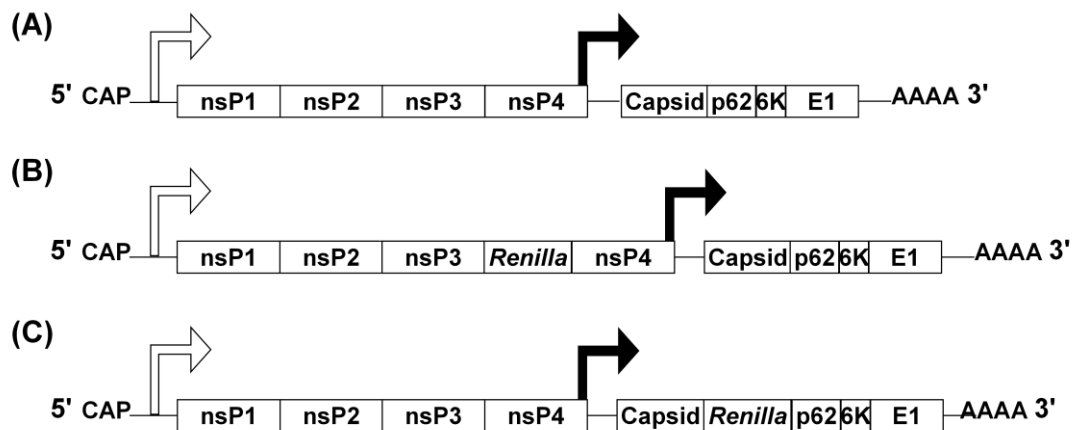 (A)
5' CAP nsP1 nsP2 nsP3 nsP4 Capsid p62 6K E1 AAAA 3'
(B)
5' CAP nsP1 nsP2 nsP3 Renilla nsP4 Capsid p62 6K E1 AAAA 3'
(C)
5' CAP nsP1 nsP2 nsP3 nsP4 Capsid Renilla p62 6K E1 AAAA 3'